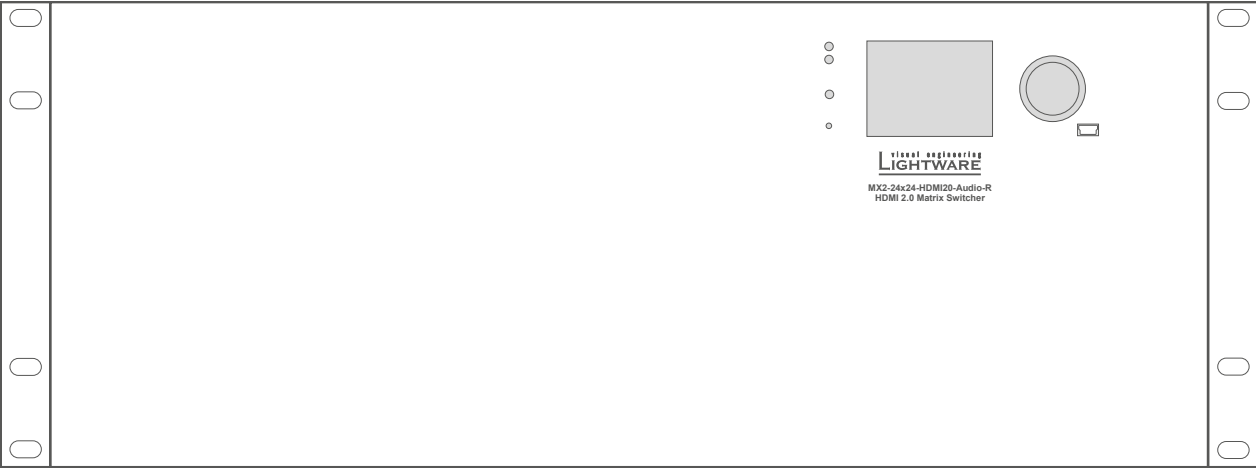 visual engineering
LIGHTWARE
MX2-24x24-HDMI20-Audio-R
HDMI 2.0 Matrix Switcher